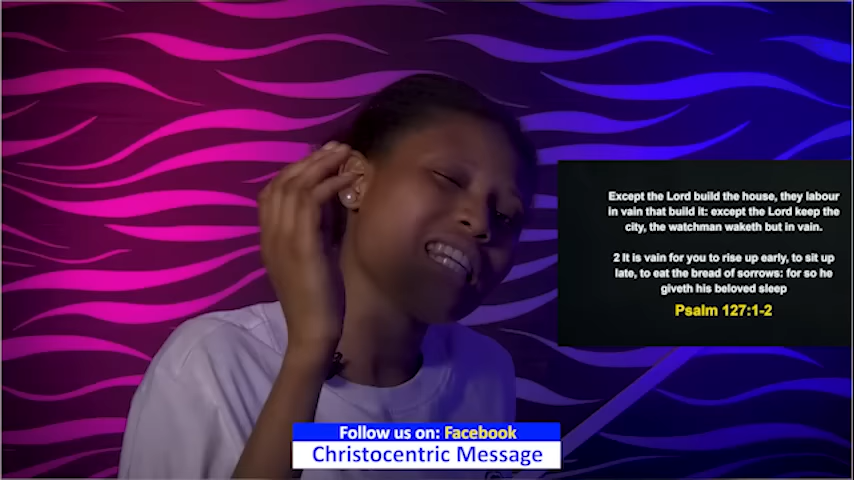 Except the Lord build the house, they labour
in vain that build it: except the Lord keep the
city, the watchman waketh but in vain.
2 It is vain for you to rise up early, to sit up
late, to eat the bread of sorrows: for so he
giveth his beloved sleep
Psalm 127:1-2
Follow us on: Facebook
Christocentric Message